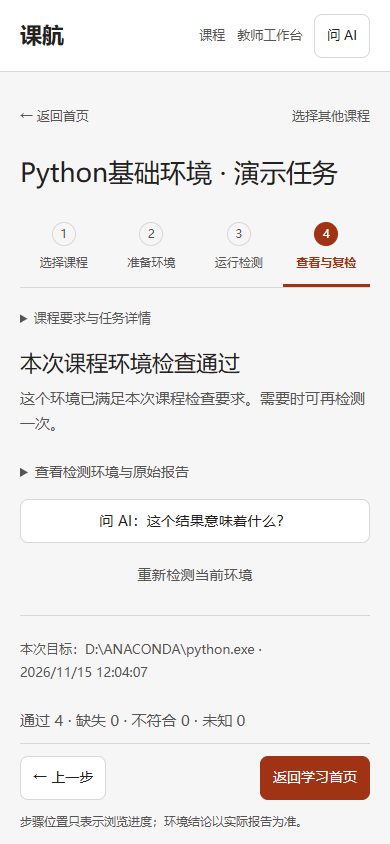 课航
课程 教师工作台 问 AI
← 返回首页 选择其他课程
Python基础环境 · 演示任务
1 2 3 4
选择课程 准备环境 运行检测 查看与复检
▶ 课程要求与任务详情
本次课程环境检查通过
这个环境已满足本次课程检查要求。需要时可再检测
一次。
▶ 查看检测环境与原始报告
问 AI：这个结果意味着什么？
重新检测当前环境
本次目标：D:\ANACONDA\python.exe ·
2026/11/15 12:04:07
通过 4 · 缺失 0 · 不符合 0 · 未知 0
← 上一步 返回学习首页
步骤位置只表示浏览进度；环境结论以实际报告为准。